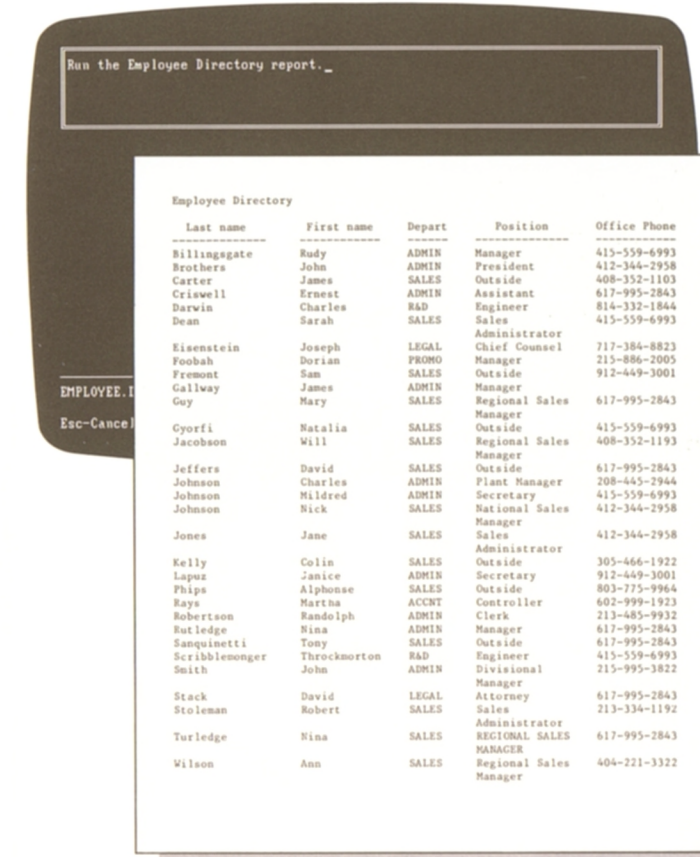 Run the Employee Directory report._
EMPLOYEE.
Esc-Cancel
Employee Directory
Last name First name Depart Position Office Phone
Billingsgate Rudy ADMIN Manager 415-559-6993
Brothers John ADMIN President 412-344-2958
Carter James SALES Outside 408-352-1103
Criswell Ernest ADMIN Assistant 617-995-2843
Darwin Charles R&D Engineer 814-332-1844
Dean Sarah SALES Sales 415-559-6993
Administrator
Eisenstein Joseph LEGAL Chief Counsel 717-384-8823
Foobah Dorian PROMO Manager 215-886-2005
Fremont Sam SALES Outside 912-449-3001
Gallway James ADMIN Manager
Guy Mary SALES Regional Sales 617-995-2843
Manager
Gyorfi Natalia SALES Outside 415-559-6993
Jacobson Will SALES Regional Sales 408-352-1193
Manager
Jeffers David SALES Outside 617-995-2843
Johnson Charles ADMIN Plant Manager 208-445-2944
Johnson Mildred ADMIN Secretary 415-559-6993
Johnson Nick SALES National Sales 412-344-2958
Manager
Jones Jane SALES Sales 412-344-2958
Administrator
Kelly Colin SALES Outside 305-466-1922
Lapuz Janice ADMIN Secretary 912-449-3001
Phips Alphonse SALES Outside 803-775-9964
Rays Martha ACCNT Controller 602-999-1923
Robertson Randolph ADMIN Clerk 213-485-9932
Rutledge Nina ADMIN Manager 617-995-2843
Sanquinetti Tony SALES Outside 617-995-2843
Scribblemonger Throckmorton R&D Engineer 415-559-6993
Smith John ADMIN Divisional 215-995-3822
Manager
Stack David LEGAL Attorney 617-995-2843
Stoleman Robert SALES Sales 213-334-1192
Administrator
Turledge Nina SALES REGIONAL SALES 617-995-2843
MANAGER
Wilson Ann SALES Regional Sales 404-221-3322
Manager